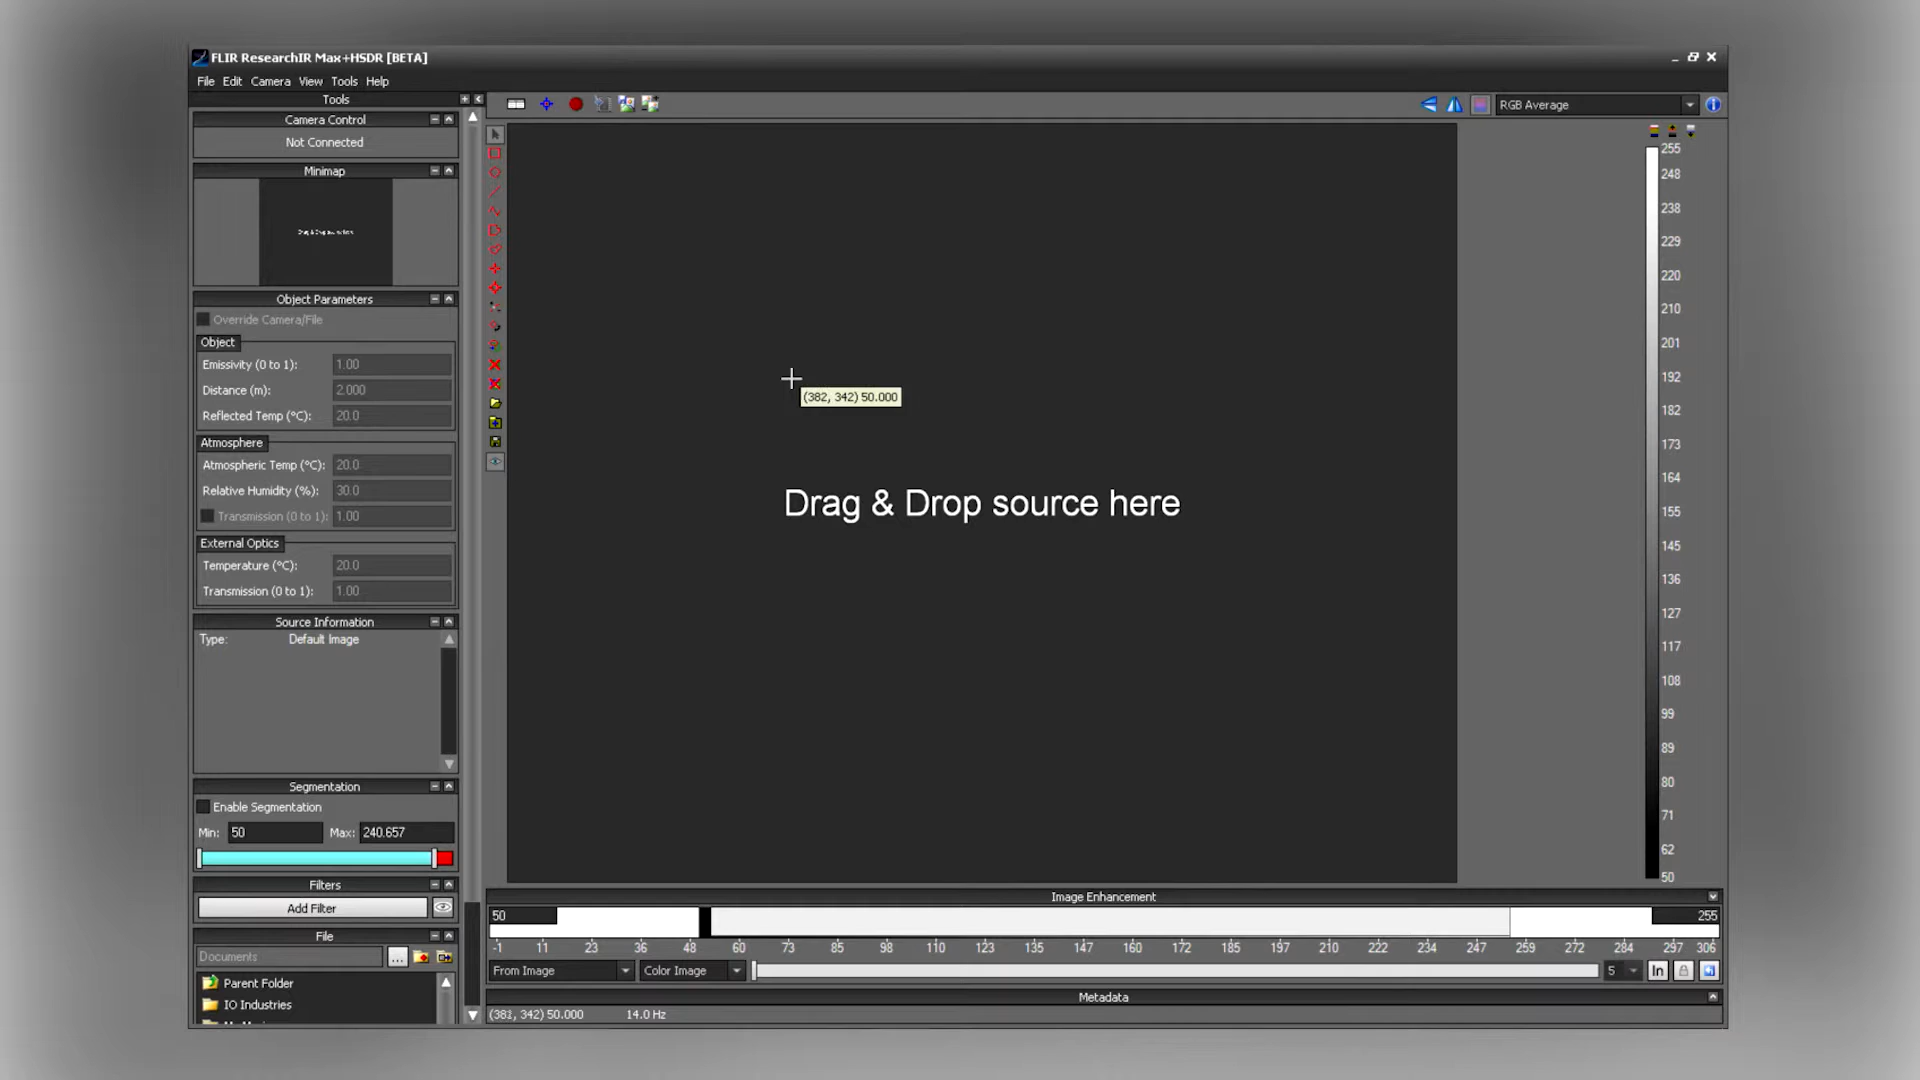 FLIR ResearchIR Max+HSDR [BETA]
File Edit Camera View Tools Help
Tools
RGB Average
Camera Control
Not Connected
Minimap
Drag & Drop source here
Object Parameters
Override Camera/File
Object
Emissivity (0 to 1): 1.00
Distance (m): 2.000
Reflected Temp (°C): 20.0
Atmosphere
Atmospheric Temp (°C): 20.0
Relative Humidity (%): 30.0
Transmission (0 to 1): 1.00
External Optics
Temperature (°C): 20.0
Transmission (0 to 1): 1.00
Source Information
Type: Default Image
Segmentation
Enable Segmentation
Min: 50 Max: 240.657
Filters
Add Filter
File
Documents ...
Parent Folder
IO Industries
(382, 342) 50.000
Drag & Drop source here
255
248
238
229
220
210
201
192
182
173
164
155
145
136
127
117
108
99
89
80
71
62
50
Image Enhancement
50 255
-1 11 23 36 48 60 73 85 98 110 123 135 147 160 172 185 197 210 222 234 247 259 272 284 297 306
From Image Color Image 5 In
Metadata
(381, 342) 50.000 14.0 Hz